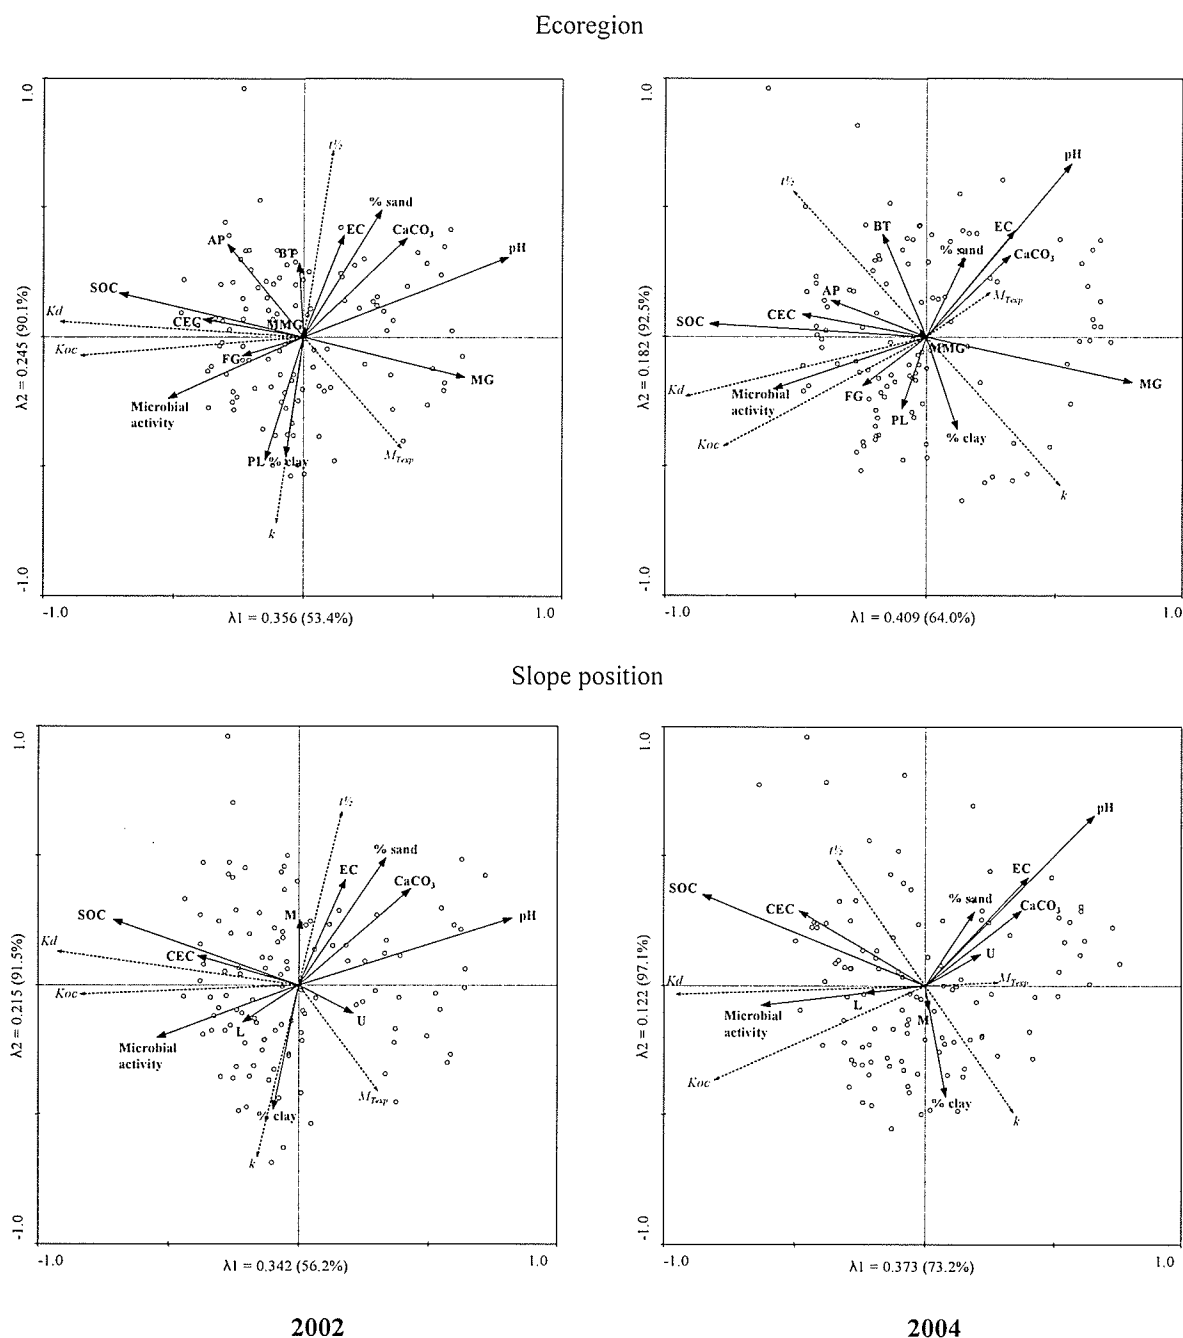 Ecoregion
1.0
t½
% sand
EC
CaCO3
AP
BT
pH
SOC
Kd
CEC
MMG
Koc
FG
MG
Microbial
activity
PL
% clay
MTexp
k
λ2 = 0.245 (90.1%)
-1.0
-1.0
1.0
λ1 = 0.356 (53.4%)
1.0
pH
t½
BT
EC
% sand
CaCO3
AP
MTexp
CEC
SOC
MMG
Kd
Microbial
activity
FG
MG
PL
% clay
Koc
k
λ2 = 0.182 (92.5%)
-1.0
-1.0
1.0
λ1 = 0.409 (64.0%)
Slope position
1.0
t½
% sand
EC
CaCO3
SOC
M
pH
Kd
CEC
Koc
L
U
Microbial
activity
MTexp
% clay
k
λ2 = 0.215 (91.5%)
-1.0
-1.0
1.0
λ1 = 0.342 (56.2%)
1.0
pH
t½
EC
SOC
% sand
CEC
CaCO3
U
Kd
MTexp
L
Microbial
activity
M
Koc
% clay
k
λ2 = 0.122 (97.1%)
-1.0
-1.0
1.0
λ1 = 0.373 (73.2%)
2002
2004